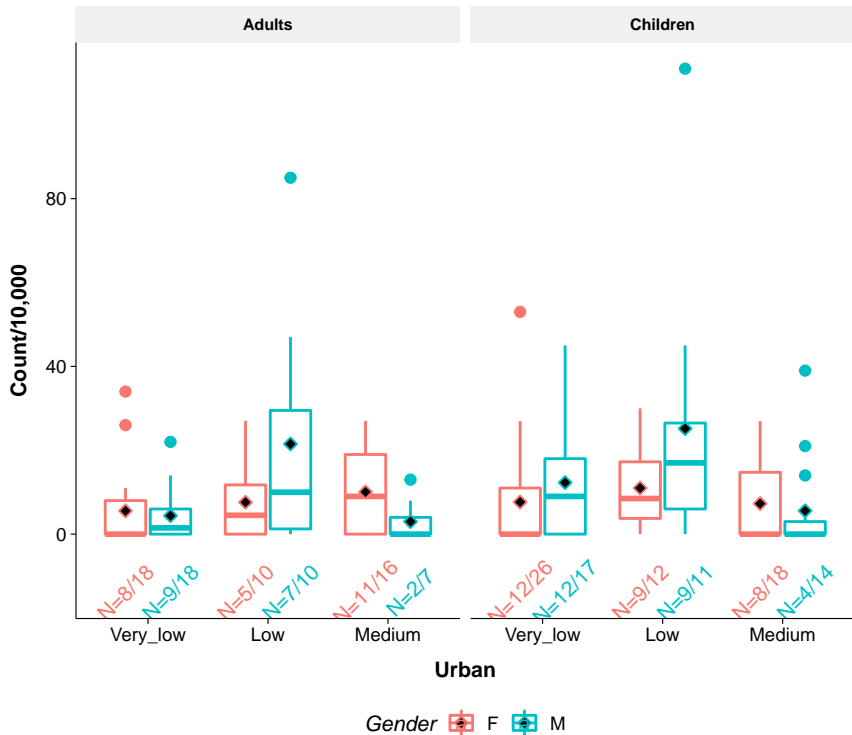 Adults
Children
Count/10,000
80
40
0
N=8/18
N=9/18
N=5/10
N=7/10
N=11/16
N=2/7
N=12/26
N=12/17
N=9/12
N=9/11
N=8/18
N=4/14
Very_low
Low
Medium
Very_low
Low
Medium
Urban
Gender F M